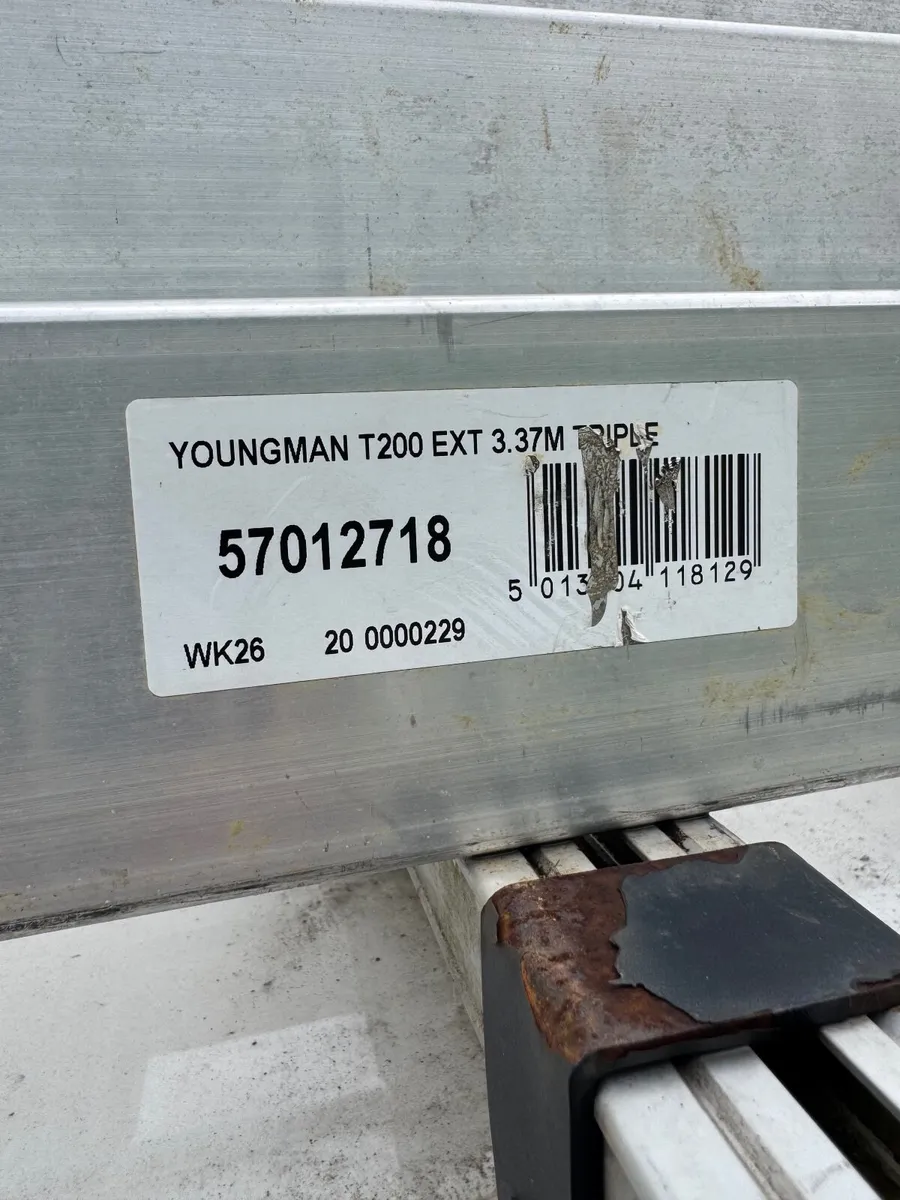 YOUNGMAN T200 EXT 3.37M TRIPLE
57012718
5 013 04 118129
WK26 20 0000229